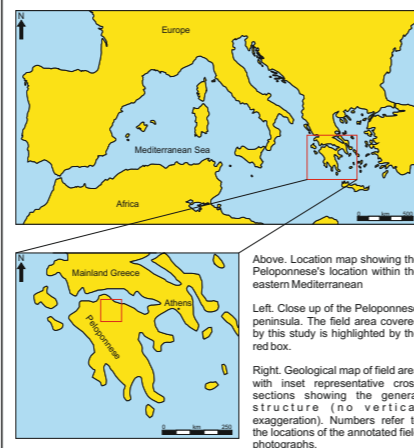 N
Europe
Mediterranean Sea
Africa
0 km 500
N
Mainland Greece
Athens
Peloponnese
0 km 250
Above. Location map showing th
Peloponnese's location within th
eastern Mediterranean
Left. Close up of the Peloponnes
peninsula. The field area covere
by this study is highlighted by th
red box.
Right. Geological map of field are
with inset representative cros
sections showing the genera
structure (no vertica
exaggeration). Numbers refer t
the locations of the annotated fiel
photographs.